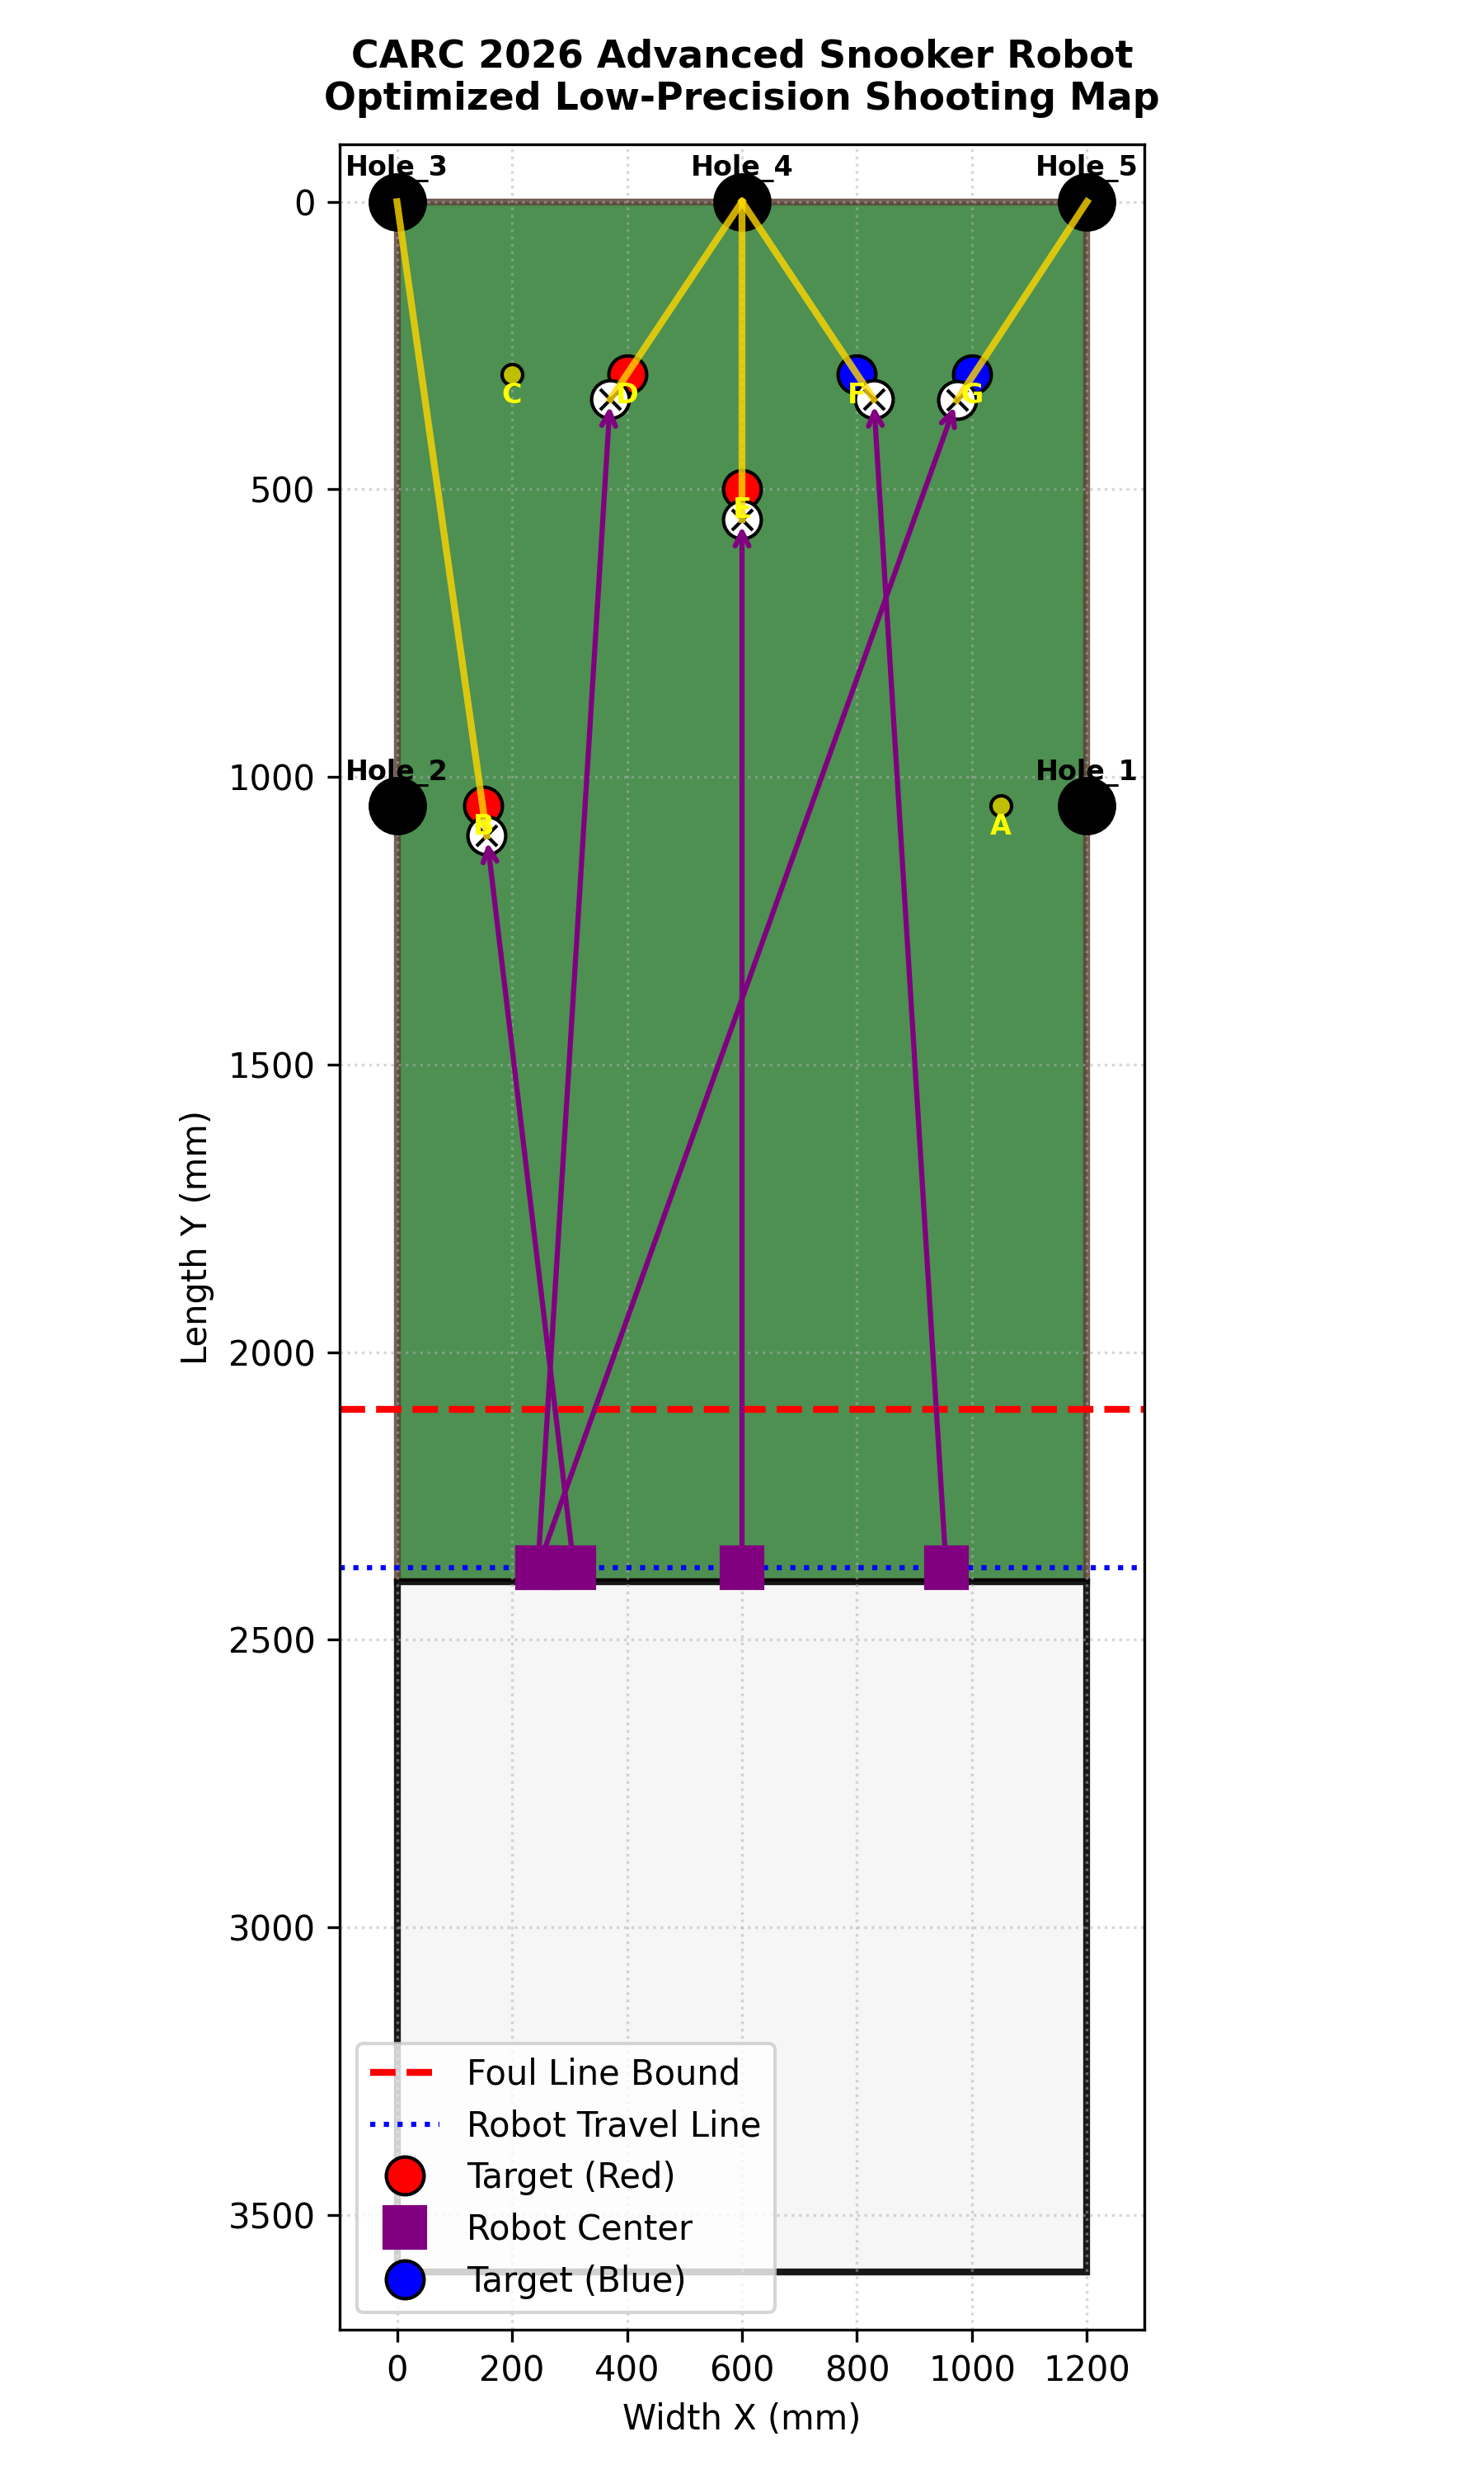 CARC 2026 Advanced Snooker Robot
Optimized Low-Precision Shooting Map
Hole_3
Hole_4
Hole_5
0
C
D
F
G
500
E
1000
Hole_2
Hole_1
B
A
1500
Length Y (mm)
2000
2500
3000
3500
Foul Line Bound
Robot Travel Line
Target (Red)
Robot Center
Target (Blue)
0
200
400
600
800
1000
1200
Width X (mm)